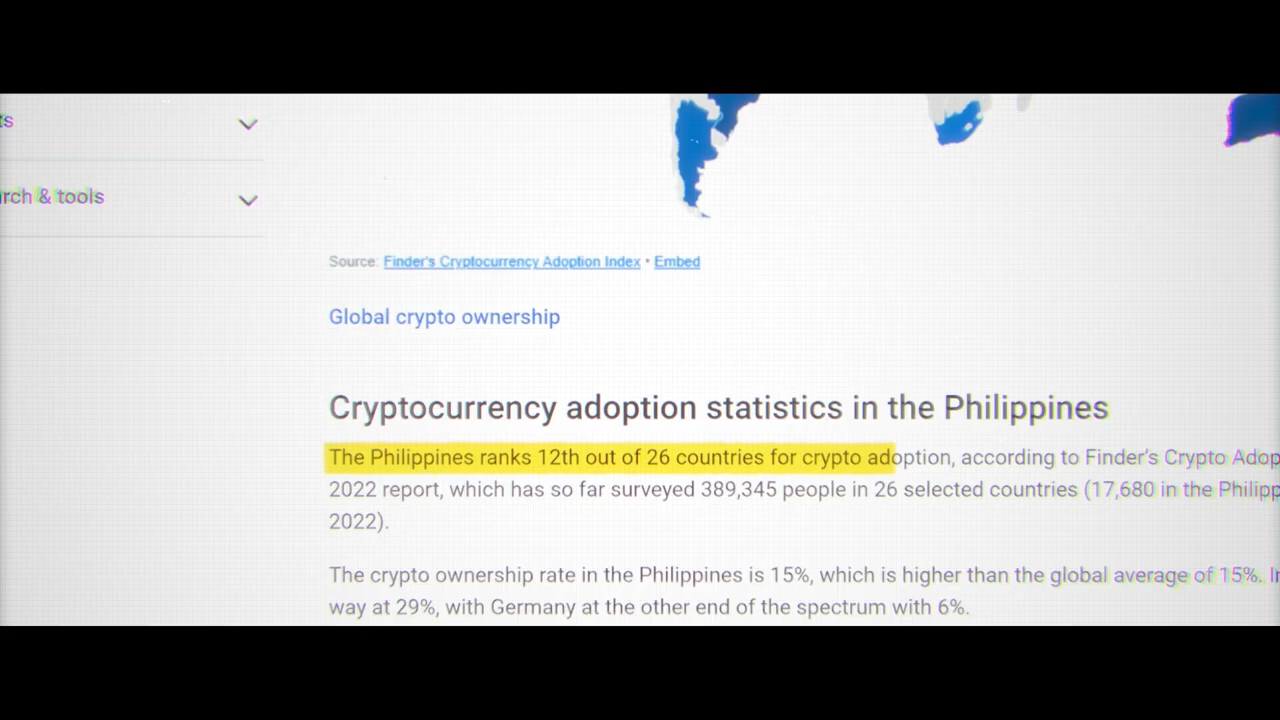 ts
rch & tools
Source: Finder's Cryptocurrency Adoption Index • Embed
Global crypto ownership
Cryptocurrency adoption statistics in the Philippines
The Philippines ranks 12th out of 26 countries for crypto adoption, according to Finder's Crypto Adop
2022 report, which has so far surveyed 389,345 people in 26 selected countries (17,680 in the Philipp
2022).
The crypto ownership rate in the Philippines is 15%, which is higher than the global average of 15%. I
way at 29%, with Germany at the other end of the spectrum with 6%.